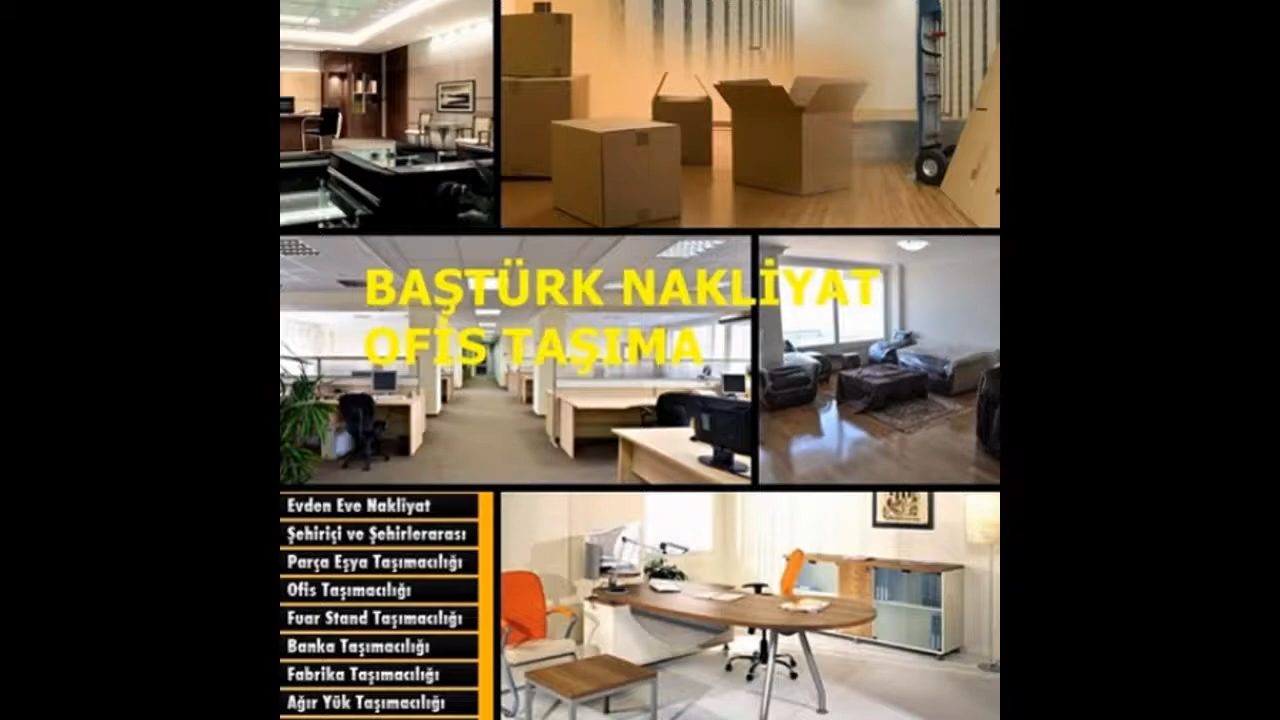 BAŞTÜRK NAKLİYAT
OFİS TAŞIMA
Evden Eve Nakliyat
Şehiriçi ve Şehirlerarası
Parça Eşya Taşımacılığı
Ofis Taşımacılığı
Fuar Stand Taşımacılığı
Banka Taşımacılığı
Fabrika Taşımacılığı
Ağır Yük Taşımacılığı